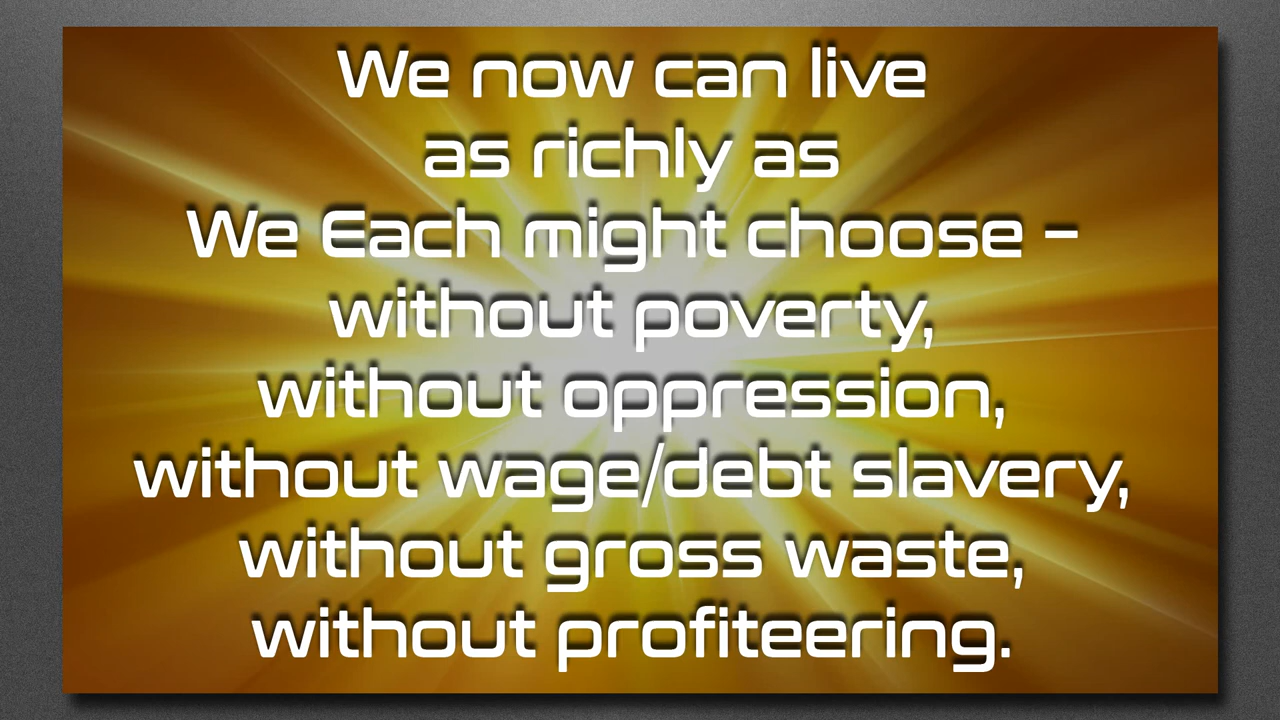 We now can live
as richly as
We Each might choose –
without poverty,
without oppression,
without wage/debt slavery,
without gross waste,
without profiteering.